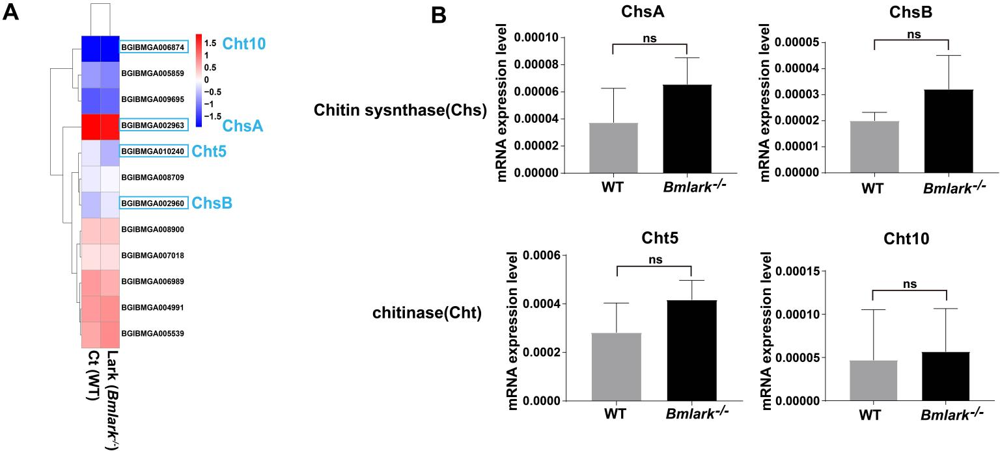 A
BGIBMGA006874
BGIBMGA005859
BGIBMGA009695
BGIBMGA002963
BGIBMGA010240
BGIBMGA008709
BGIBMGA002960
BGIBMGA008900
BGIBMGA007018
BGIBMGA006989
BGIBMGA004991
BGIBMGA005539
1.5
1
0.5
0
−0.5
−1
−1.5
Cht10
ChsA
Cht5
ChsB
Ct (WT)
Lark (Bmlark-/-)
B
Chitin sysnthase(Chs)
ChsA
mRNA expression level
0.00010
0.00008
0.00006
0.00004
0.00002
0.00000
ns
WT
Bmlark-/-
ChsB
mRNA expression level
0.00005
0.00004
0.00003
0.00002
0.00001
0.00000
ns
WT
Bmlark-/-
chitinase(Cht)
Cht5
mRNA expression level
0.0006
0.0004
0.0002
0.0000
ns
WT
Bmlark-/-
Cht10
mRNA expression level
0.00015
0.00010
0.00005
0.00000
ns
WT
Bmlark-/-